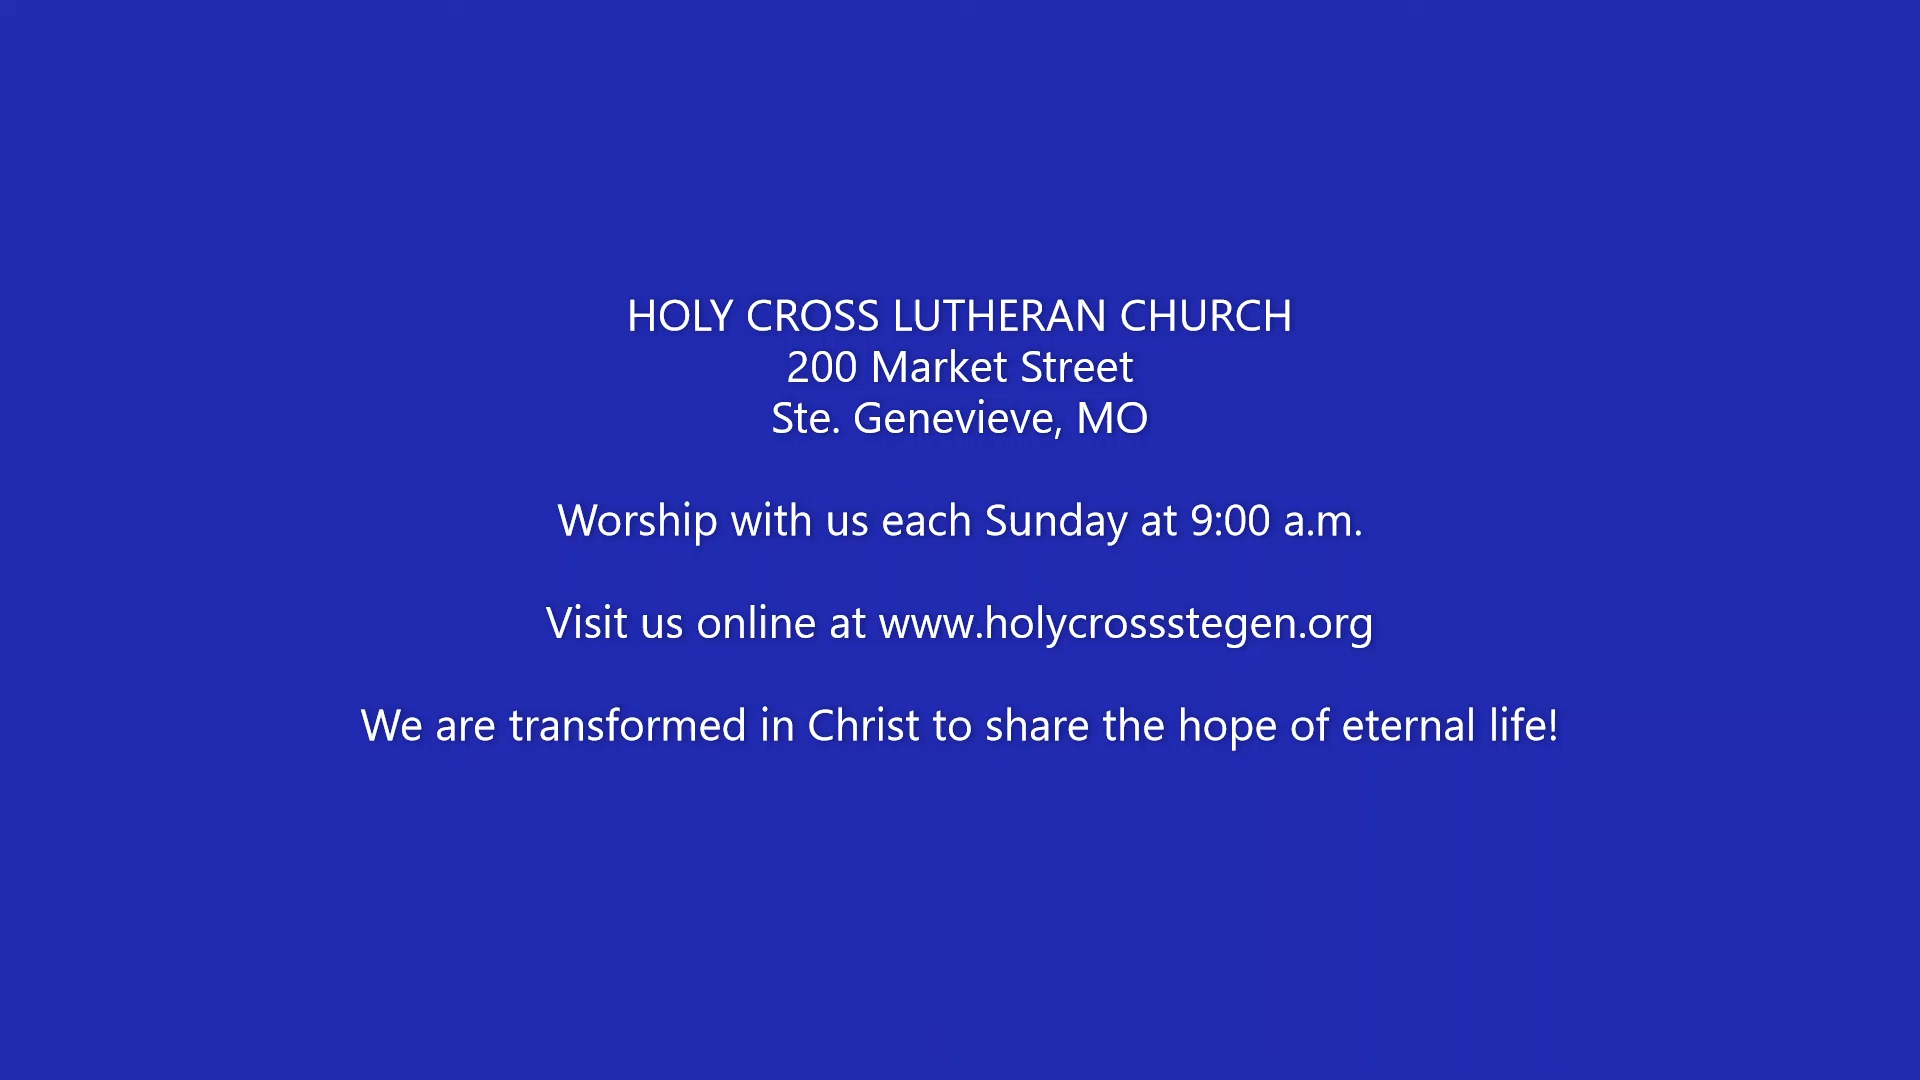 HOLY CROSS LUTHERAN CHURCH
200 Market Street
Ste. Genevieve, MO
Worship with us each Sunday at 9:00 a.m.
Visit us online at www.holycrossstegen.org
We are transformed in Christ to share the hope of eternal life!